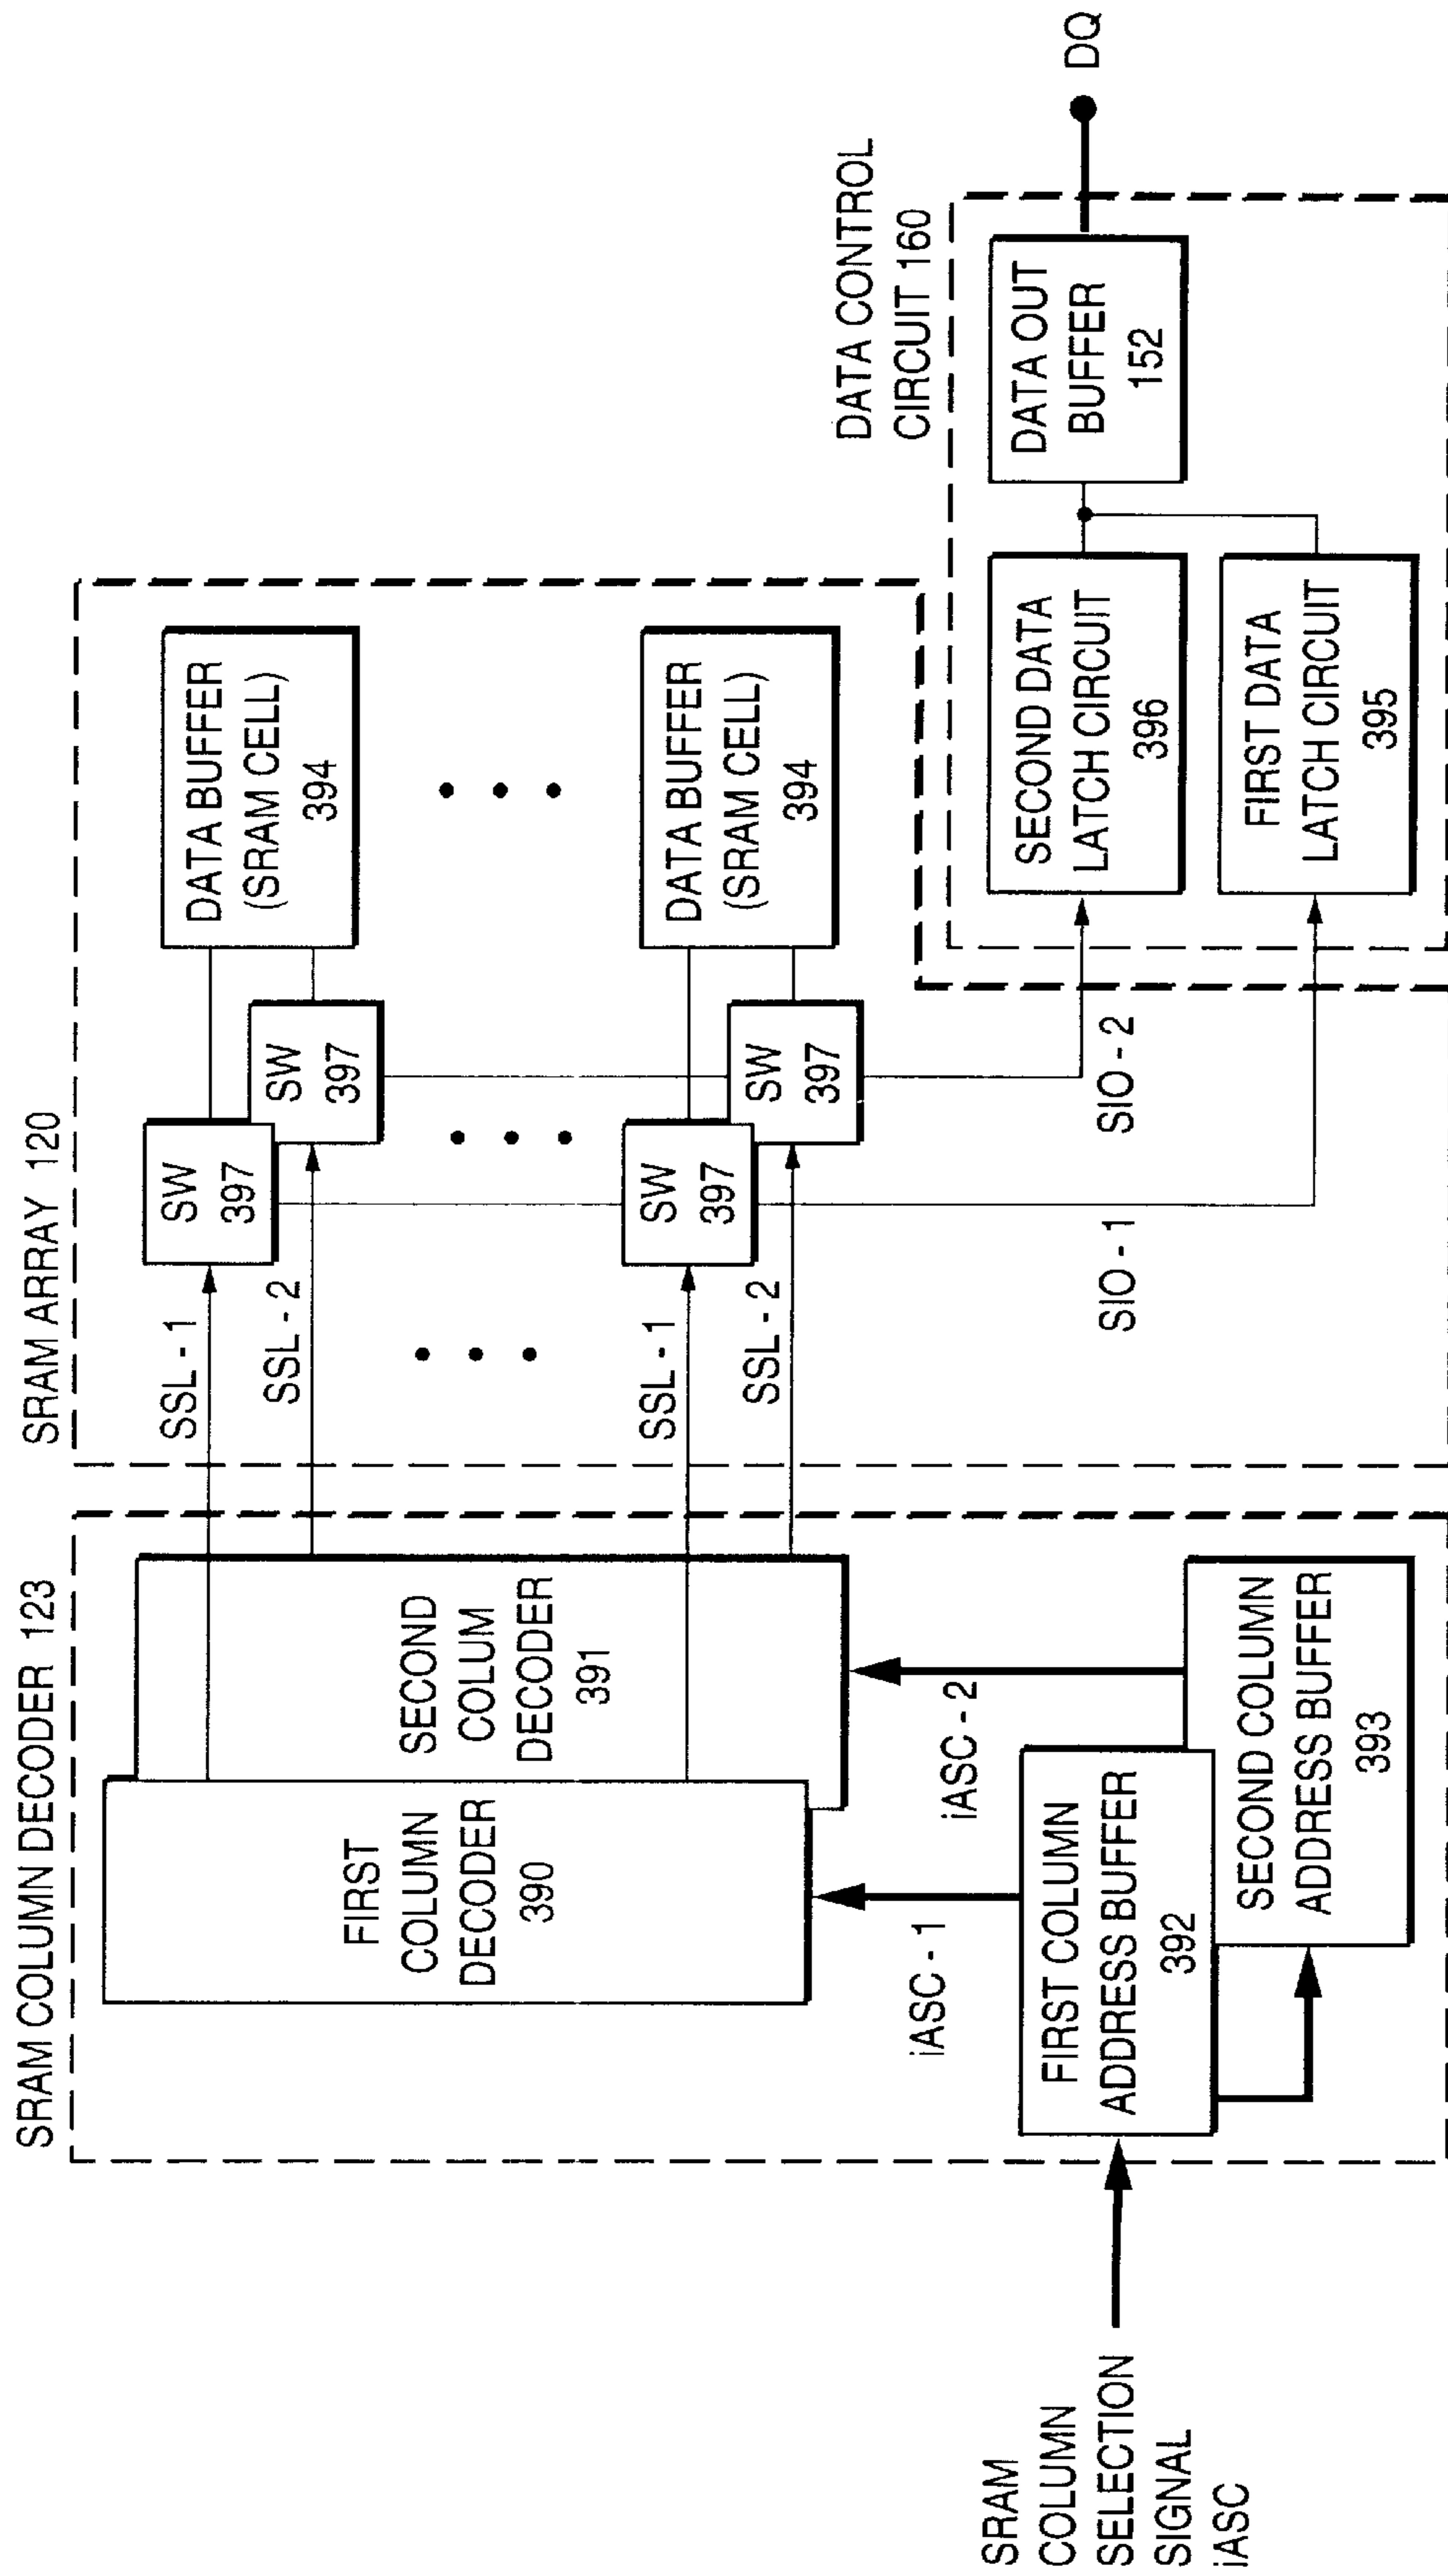 SRAM COLUMN DECODER 123
FIRST
COLUMN
DECODER
390
SECOND
COLUM
DECODER
391
iASC - 1
iASC - 2
FIRST COLUMN
ADDRESS BUFFER
392
SECOND COLUMN
ADDRESS BUFFER
393
SRAM
COLUMN
SELECTION
SIGNAL
iASC
SRAM ARRAY 120
SSL - 1
SSL - 2
SW
397
SW
397
DATA BUFFER
(SRAM CELL)
394
SSL - 1
SSL - 2
SW
397
SW
397
DATA BUFFER
(SRAM CELL)
394
SIO - 1
SIO - 2
DATA CONTROL
CIRCUIT 160
SECOND DATA
LATCH CIRCUIT
396
FIRST DATA
LATCH CIRCUIT
395
DATA OUT
BUFFER
152
DQ